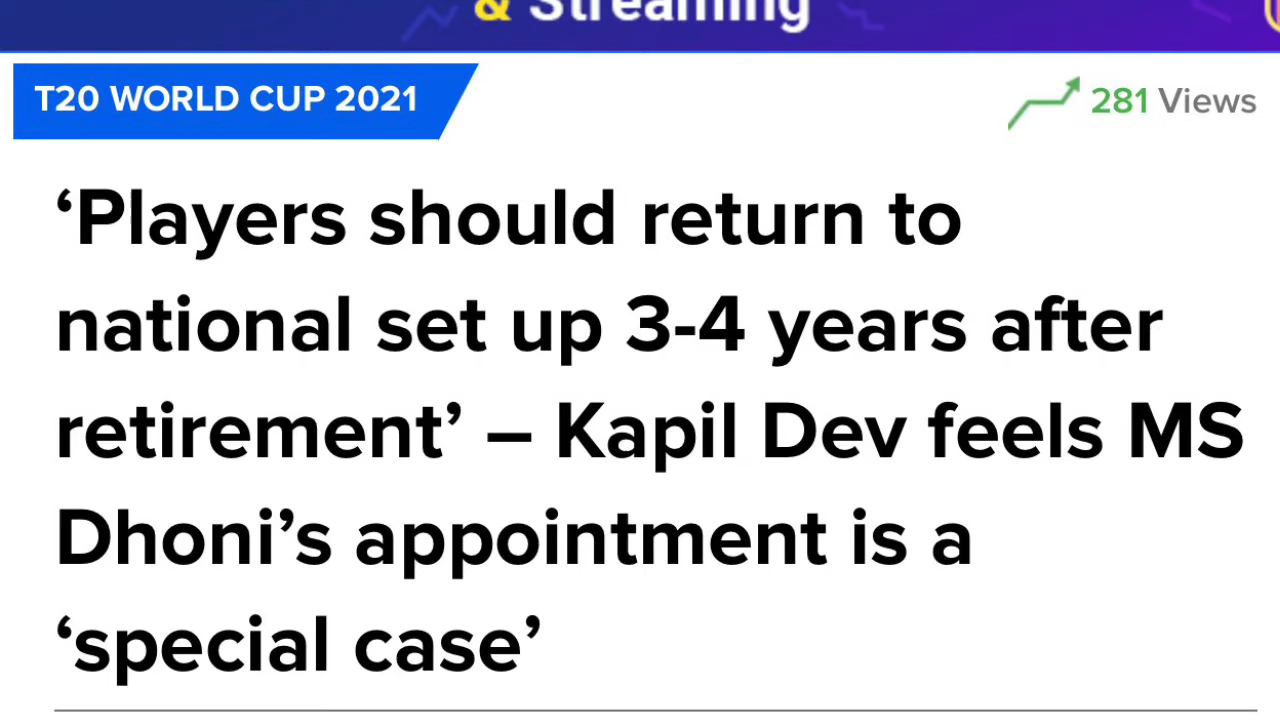 & Streaming
T20 WORLD CUP 2021
281 Views
‘Players should return to
national set up 3-4 years after
retirement’ – Kapil Dev feels MS
Dhoni’s appointment is a
‘special case’